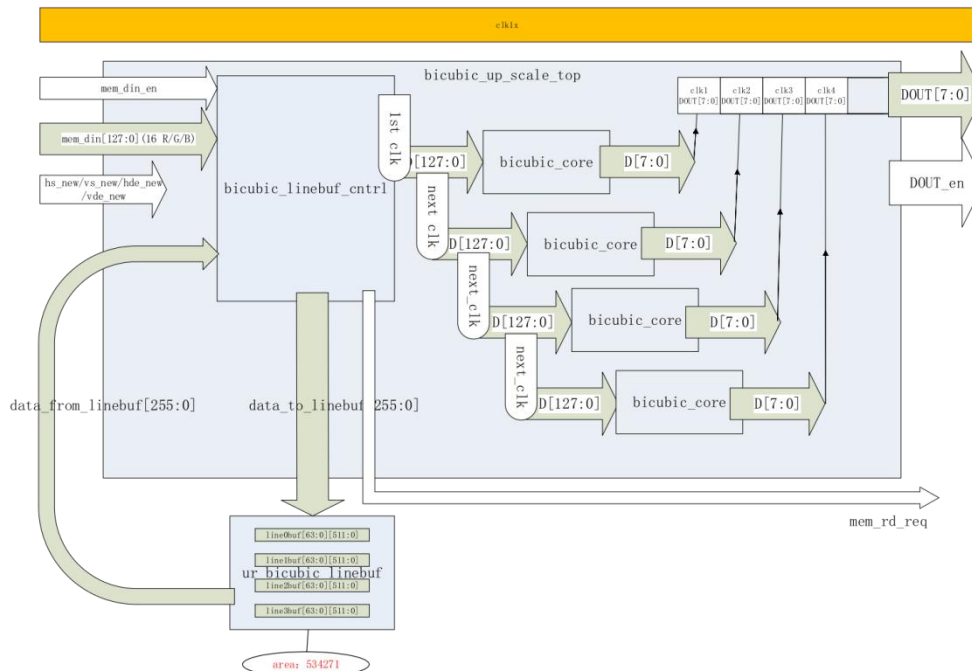 clk1x
bicubic_up_scale_top
mem_din_en
mem_din[127:0](16 R/G/B)
hs_new/vs_new/hde_new
/vde_new
bicubic_linebuf_cntrl
1st clk
D[127:0]
bicubic_core
D[7:0]
next clk
D[127:0]
bicubic_core
D[7:0]
next_clk
D[127:0]
bicubic_core
D[7:0]
next_clk
D[127:0]
bicubic_core
D[7:0]
clk1
DOUT[7:0]
clk2
DOUT[7:0]
clk3
DOUT[7:0]
clk4
DOUT[7:0]
DOUT[7:0]
DOUT_en
data_from_linebuf[255:0]
data_to_linebuf[255:0]
mem_rd_req
line0buf[63:0][511:0]
line1buf[63:0][511:0]
ur_bicubic_linebuf
line2buf[63:0][511:0]
line3buf[63:0][511:0]
area: 534271